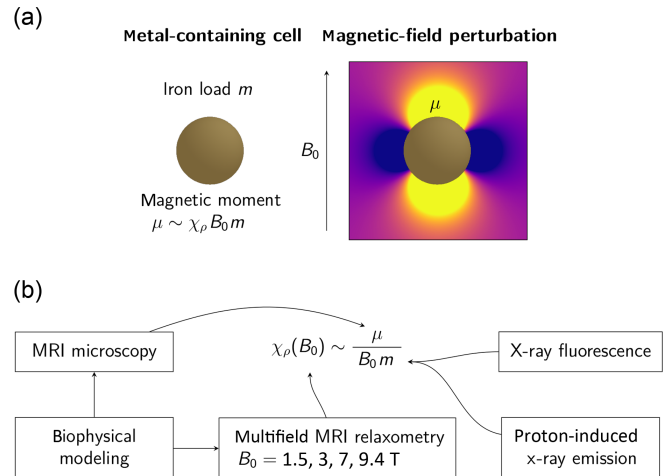 (a)
Metal-containing cell Magnetic-field perturbation
Iron load m
μ
B₀
Magnetic moment
μ ∼ χρ B₀ m
(b)
MRI microscopy
χρ(B₀) ∼ μ / B₀ m
X-ray fluorescence
Biophysical
modeling
Multifield MRI relaxometry
B₀ = 1.5, 3, 7, 9.4 T
Proton-induced
x-ray emission